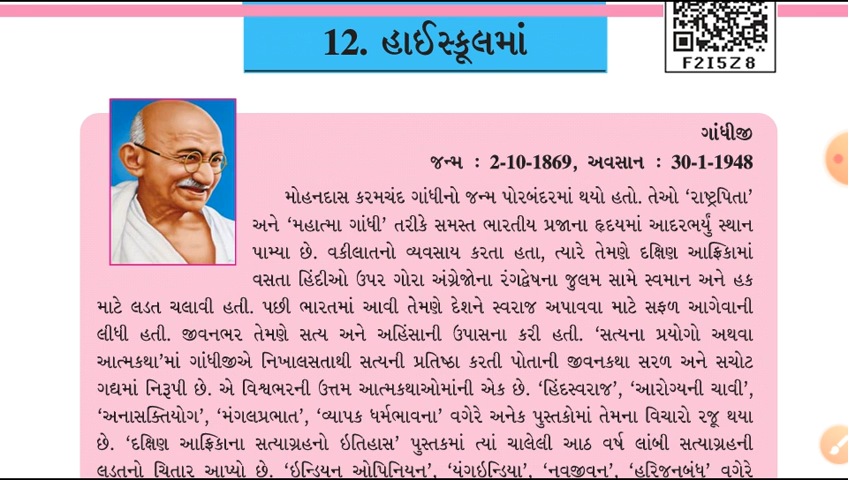 12. હાઈસ્કૂલમાં
F2I5Z8
ગાંધીજી
જન્મ : 2-10-1869, અવસાન : 30-1-1948
મોહનદાસ કરમચંદ ગાંધીનો જન્મ પોરબંદરમાં થયો હતો. તેઓ ‘રાષ્ટ્રપિતા’
અને ‘મહાત્મા ગાંધી’ તરીકે સમસ્ત ભારતીય પ્રજાના હૃદયમાં આદરભર્યું સ્થાન
પામ્યા છે. વકીલાતનો વ્યવસાય કરતા હતા, ત્યારે તેમણે દક્ષિણ આફ્રિકામાં
વસતા હિંદીઓ ઉપર ગોરા અંગ્રેજોના રંગદ્વેષના જુલમ સામે સ્વમાન અને હક
માટે લડત ચલાવી હતી. પછી ભારતમાં આવી તેમણે દેશને સ્વરાજ અપાવવા માટે સફળ આગેવાની
લીધી હતી. જીવનભર તેમણે સત્ય અને અહિંસાની ઉપાસના કરી હતી. ‘સત્યના પ્રયોગો અથવા
આત્મકથા’માં ગાંધીજીએ નિખાલસતાથી સત્યની પ્રતિષ્ઠા કરતી પોતાની જીવનકથા સરળ અને સચોટ
ગદ્યમાં નિરૂપી છે. એ વિશ્વભરની ઉત્તમ આત્મકથાઓમાંની એક છે. ‘હિંદસ્વરાજ’, ‘આરોગ્યની ચાવી’,
‘અનાસક્તિયોગ’, ‘મંગલપ્રભાત’, ‘વ્યાપક ધર્મભાવના’ વગેરે અનેક પુસ્તકોમાં તેમના વિચારો રજૂ થયા
છે. ‘દક્ષિણ આફ્રિકાના સત્યાગ્રહનો ઇતિહાસ’ પુસ્તકમાં ત્યાં ચાલેલી આઠ વર્ષ લાંબી સત્યાગ્રહની
લડતનો ચિતાર આપ્યો છે. ‘ઇન્ડિયન ઓપિનિયન’, ‘યંગઇન્ડિયા’, ‘નવજીવન’, ‘હરિજનબંધુ’ વગેરે